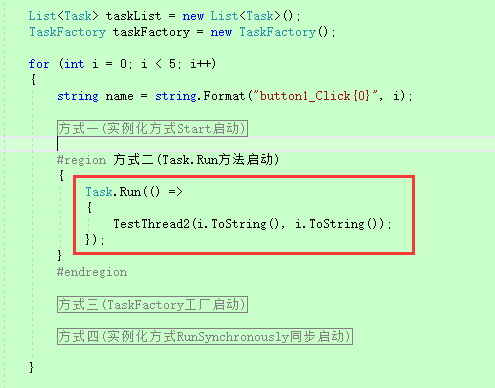 List<Task> taskList = new List<Task>();
TaskFactory taskFactory = new TaskFactory();
for (int i = 0; i < 5; i++)
{
string name = string.Format("button1_Click{0}", i);
方式一(实例化方式Start启动)
#region 方式二(Task.Run方法启动)
{
Task.Run(() =>
{
TestThread2(i.ToString(), i.ToString());
});
}
#endregion
方式三(TaskFactory工厂启动)
方式四(实例化方式RunSynchronously同步启动)
}